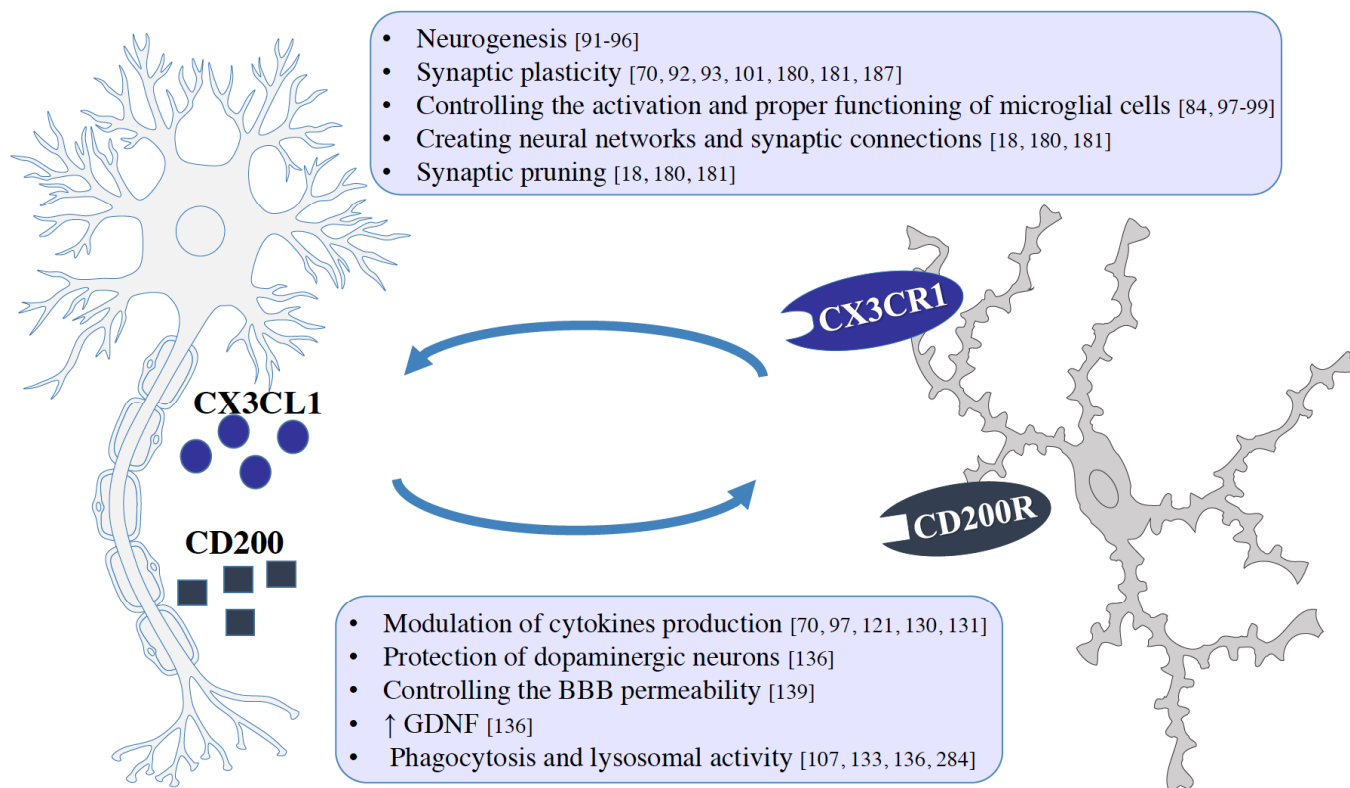 • Neurogenesis [91-96]
• Synaptic plasticity [70, 92, 93, 101, 180, 181, 187]
• Controlling the activation and proper functioning of microglial cells [84, 97-99]
• Creating neural networks and synaptic connections [18, 180, 181]
• Synaptic pruning [18, 180, 181]
CX3CR1
CX3CL1
CD200R
CD200
• Modulation of cytokines production [70, 97, 121, 130, 131]
• Protection of dopaminergic neurons [136]
• Controlling the BBB permeability [139]
• ↑ GDNF [136]
• Phagocytosis and lysosomal activity [107, 133, 136, 284]